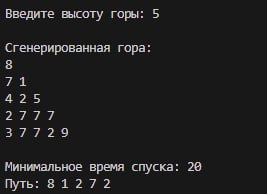 Введите высоту горы: 5
Сгенерированная гора:
8
7 1
4 2 5
2 7 7 7
3 7 7 2 9
Минимальное время спуска: 20
Путь: 8 1 2 7 2